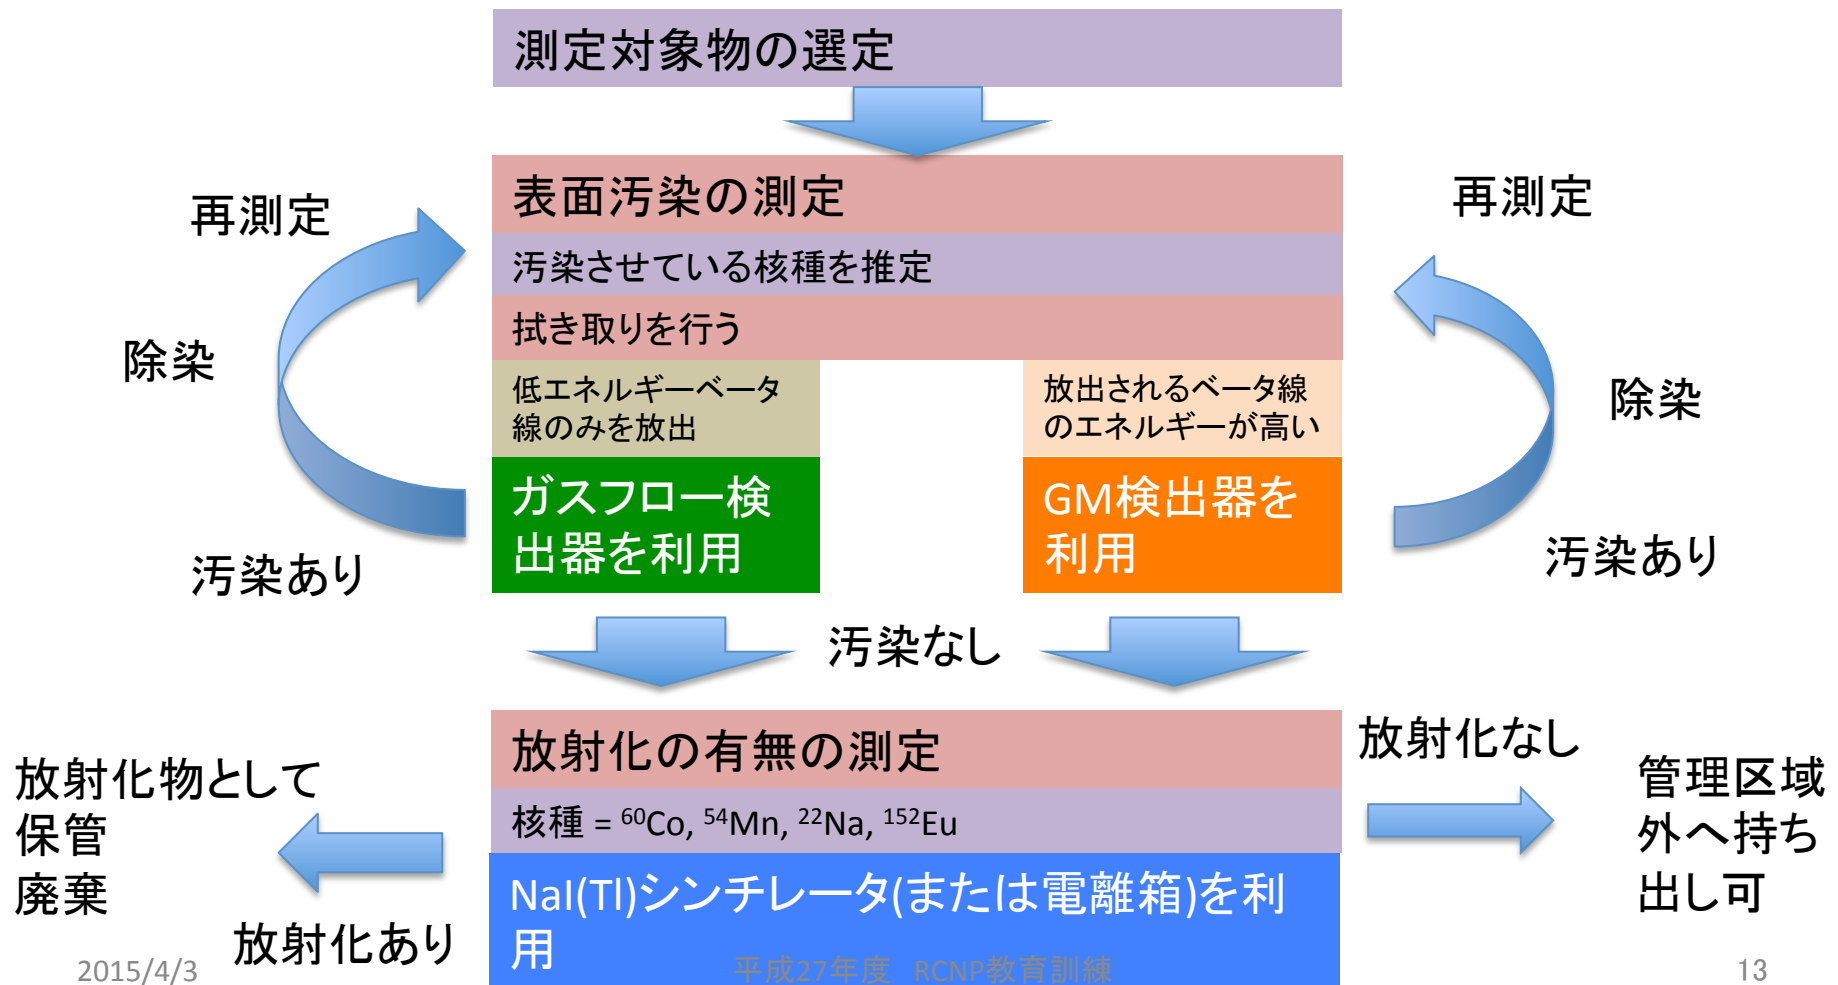 測定対象物の選定
表面汚染の測定
汚染させている核種を推定
拭き取りを行う
低エネルギーベータ
線のみを放出
ガスフロー検
出器を利用
放出されるベータ線
のエネルギーが高い
GM検出器を
利用
再測定
除染
汚染あり
再測定
除染
汚染あり
汚染なし
放射化の有無の測定
核種 = ⁶⁰Co, ⁵⁴Mn, ²²Na, ¹⁵²Eu
NaI(Tl)シンチレータ(または電離箱)を利
用
放射化物として
保管
廃棄
放射化あり
放射化なし
管理区域
外へ持ち
出し可
2015/4/3
平成27年度 RCNP教育訓練
13